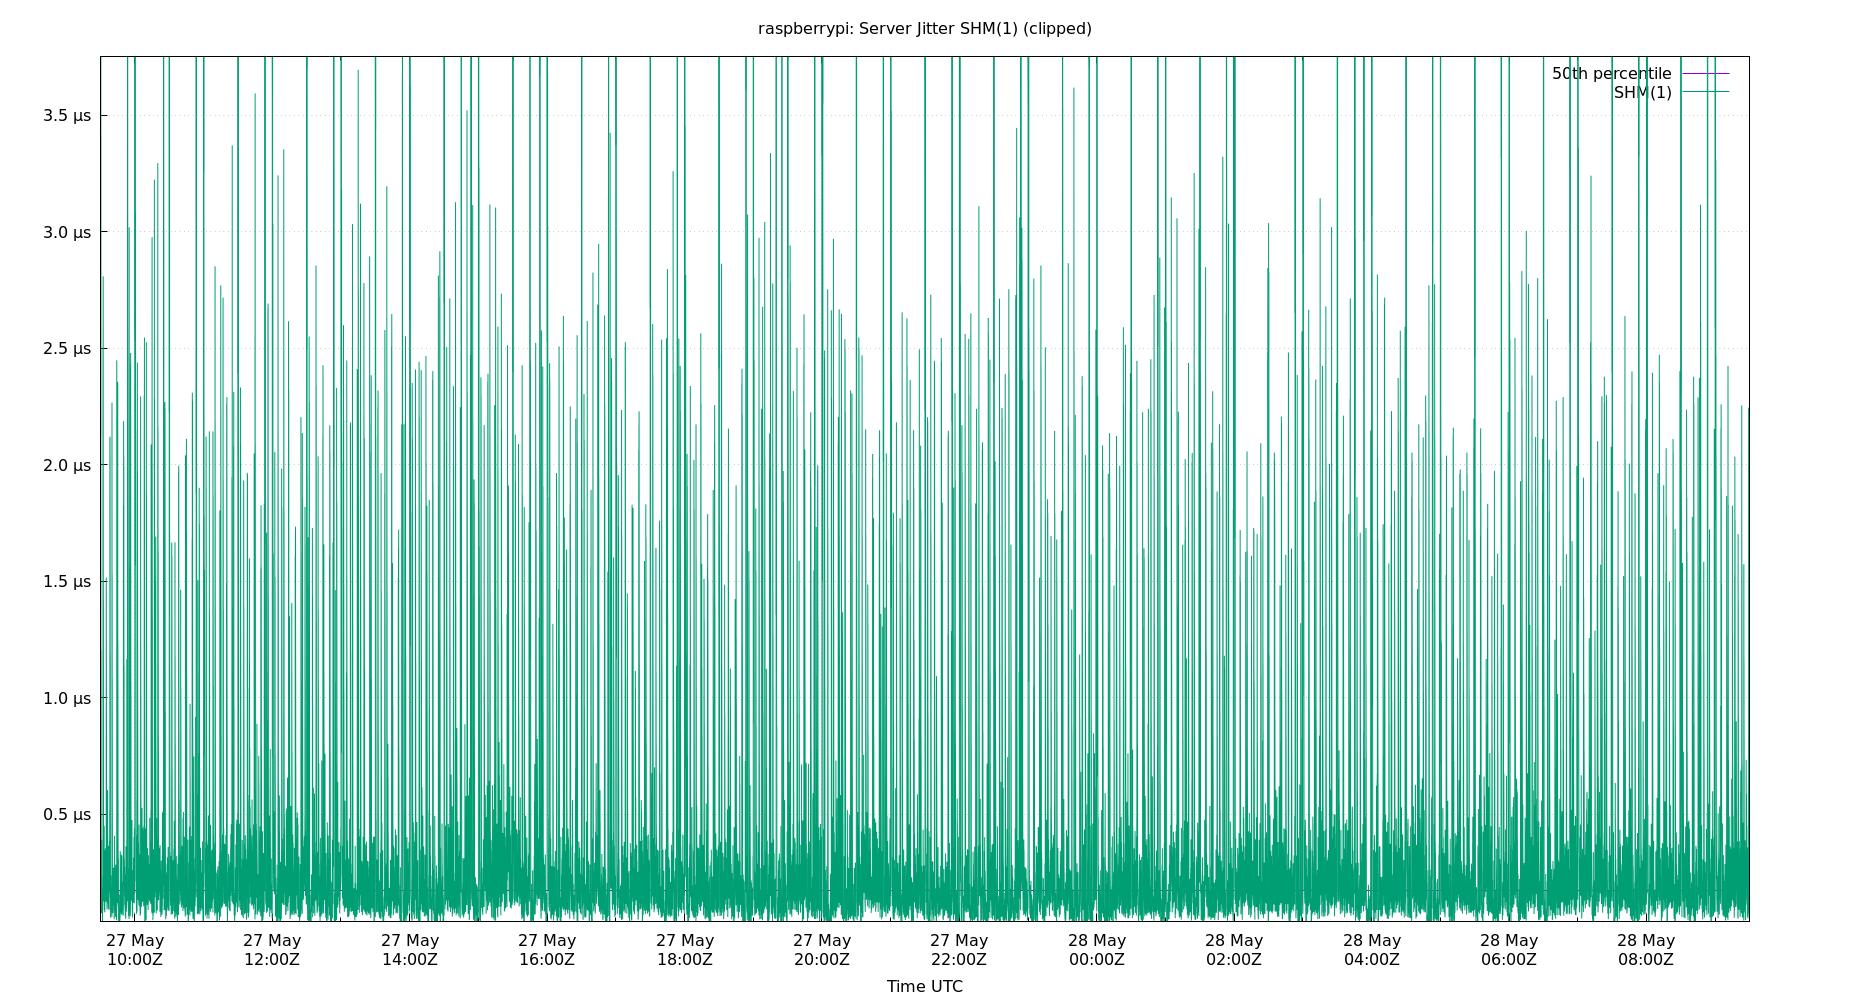 raspberrypi: Server Jitter SHM(1) (clipped)
50th percentile
SHM(1)
3.5 µs
3.0 µs
2.5 µs
2.0 µs
1.5 µs
1.0 µs
0.5 µs
27 May 27 May 27 May 27 May 27 May 27 May 27 May 28 May 28 May 28 May 28 May 28 May
10:00Z 12:00Z 14:00Z 16:00Z 18:00Z 20:00Z 22:00Z 00:00Z 02:00Z 04:00Z 06:00Z 08:00Z
Time UTC